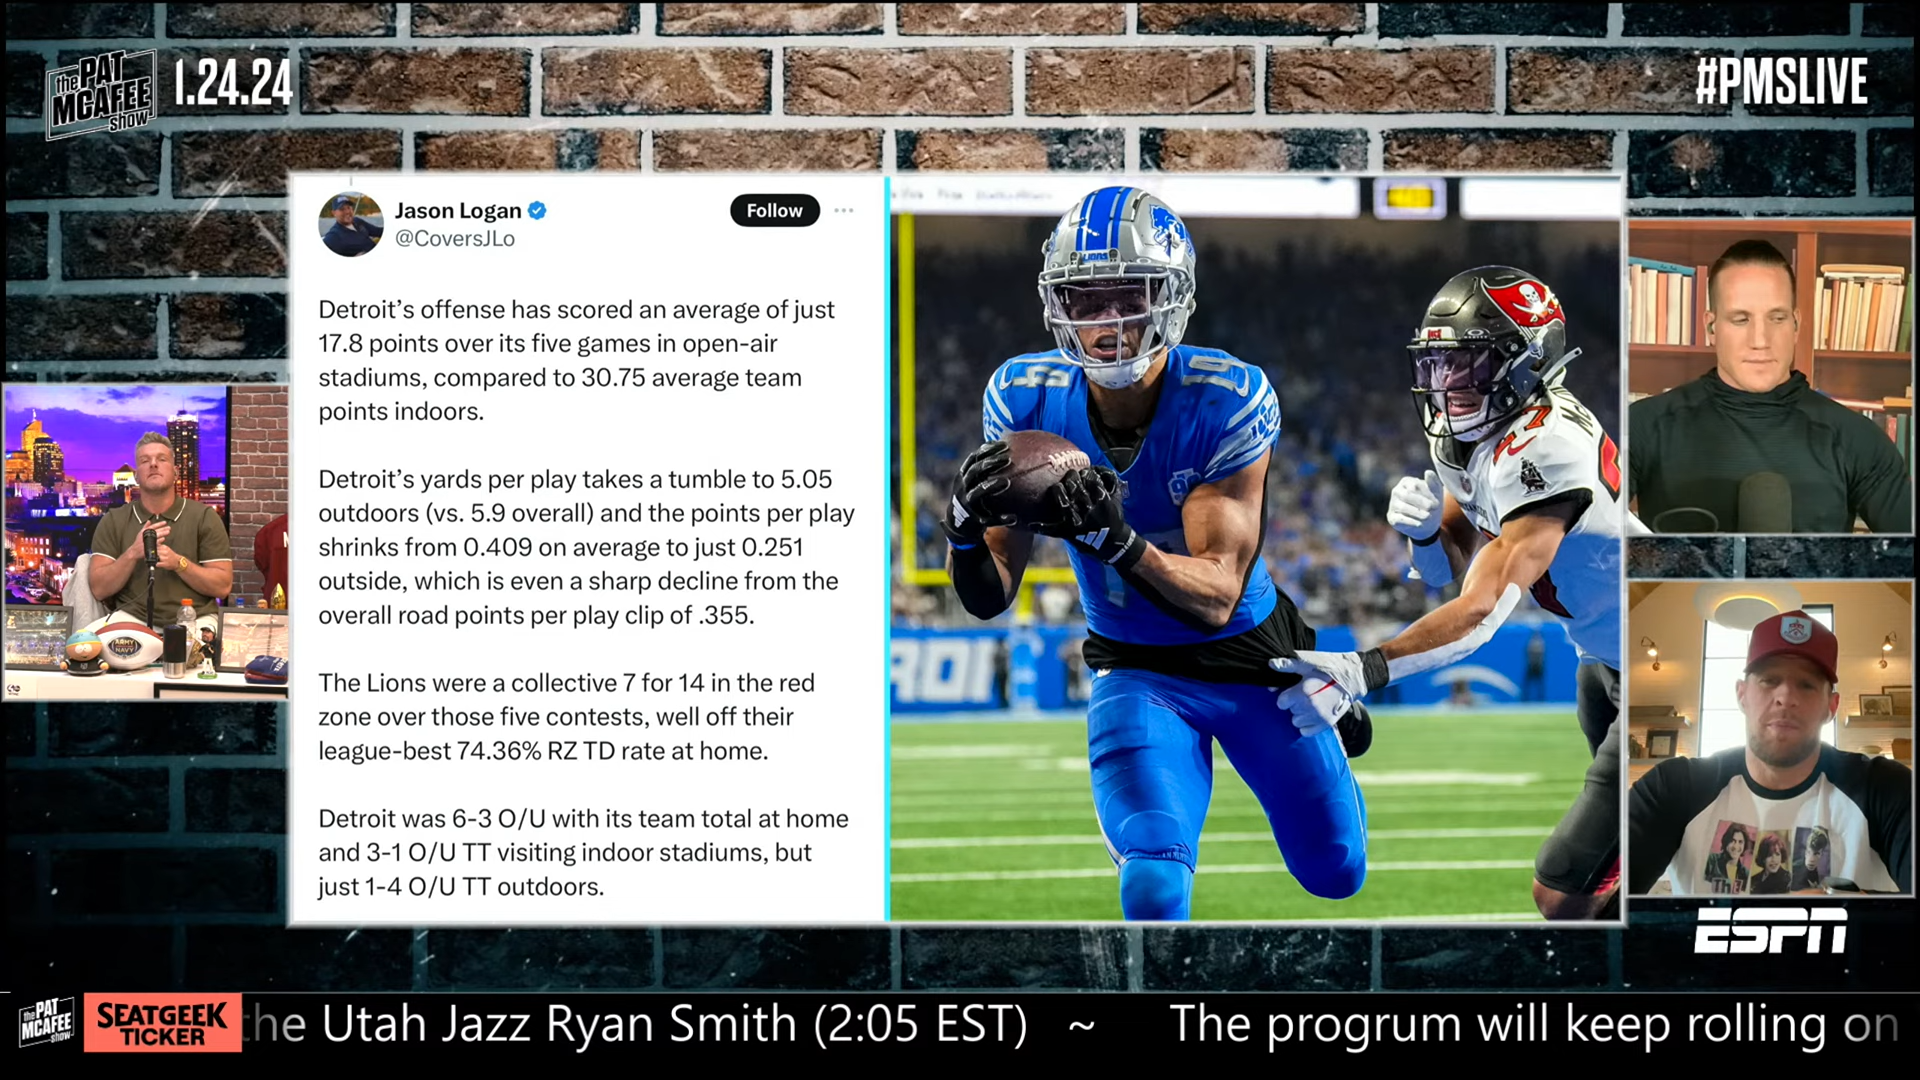 the PAT MCAFEE show
1.24.24
#PMSLIVE
Jason Logan
@CoversJLo
Follow
Detroit’s offense has scored an average of just
17.8 points over its five games in open-air
stadiums, compared to 30.75 average team
points indoors.
Detroit’s yards per play takes a tumble to 5.05
outdoors (vs. 5.9 overall) and the points per play
shrinks from 0.409 on average to just 0.251
outside, which is even a sharp decline from the
overall road points per play clip of .355.
The Lions were a collective 7 for 14 in the red
zone over those five contests, well off their
league-best 74.36% RZ TD rate at home.
Detroit was 6-3 O/U with its team total at home
and 3-1 O/U TT visiting indoor stadiums, but
just 1-4 O/U TT outdoors.
LIONS
14
14
ESPN
the PAT MCAFEE show
SEATGEEK
TICKER
the Utah Jazz Ryan Smith (2:05 EST) ~ The progrum will keep rolling on